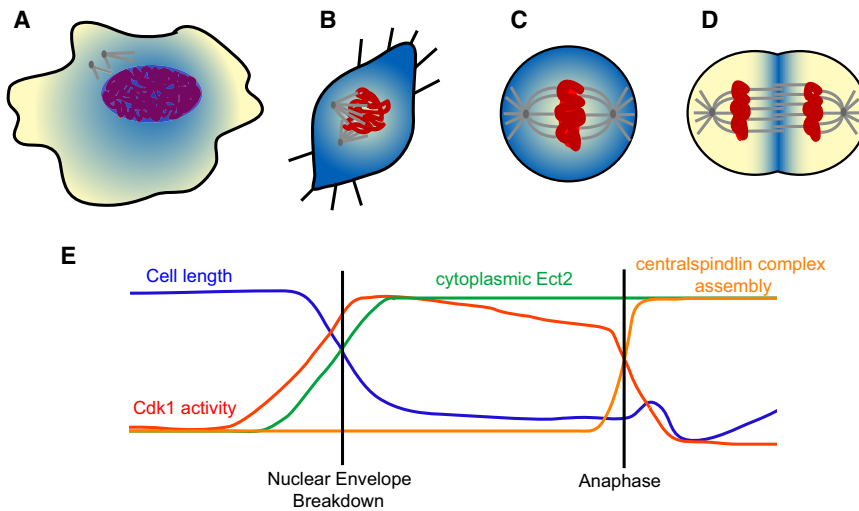 A
B
C
D
E
Cell length
cytoplasmic Ect2
centralspindlin complex
assembly
Cdk1 activity
Nuclear Envelope
Breakdown
Anaphase